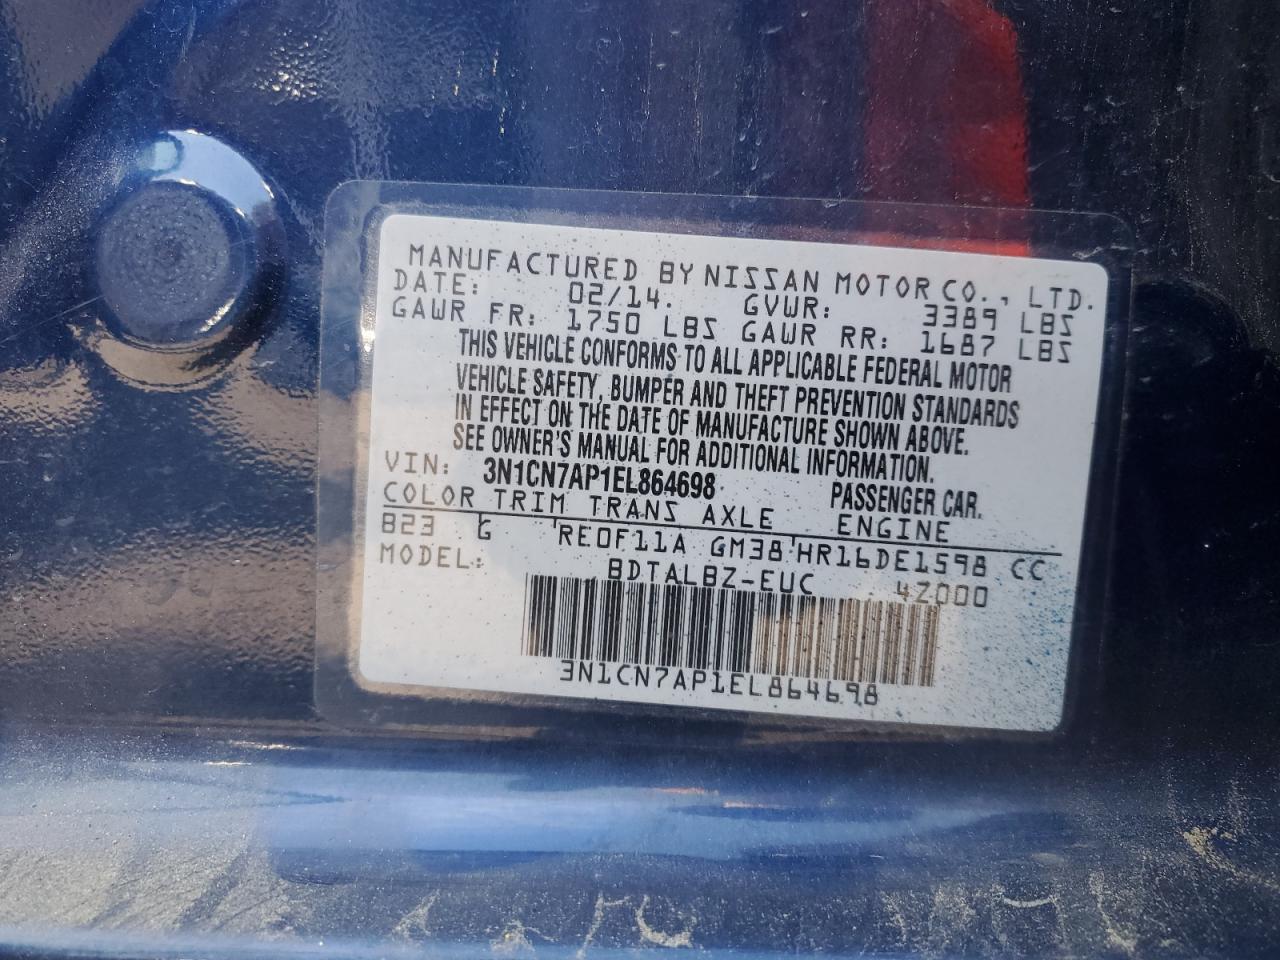 MANUFACTURED BY NISSAN MOTOR CO., LTD.
DATE: 02/14. GVWR: 3389 LBS
GAWR FR: 1750 LBS GAWR RR: 1687 LBS
THIS VEHICLE CONFORMS TO ALL APPLICABLE FEDERAL MOTOR
VEHICLE SAFETY, BUMPER AND THEFT PREVENTION STANDARDS
IN EFFECT ON THE DATE OF MANUFACTURE SHOWN ABOVE.
SEE OWNER'S MANUAL FOR ADDITIONAL INFORMATION.
VIN: 3N1CN7AP1EL864698 PASSENGER CAR.
COLOR TRIM TRANS AXLE ENGINE
B23 G RE0F11A GM38 HR16DE1598 CC
MODEL: BDTALBZ-EUC 4Z000
3N1CN7AP1EL864698